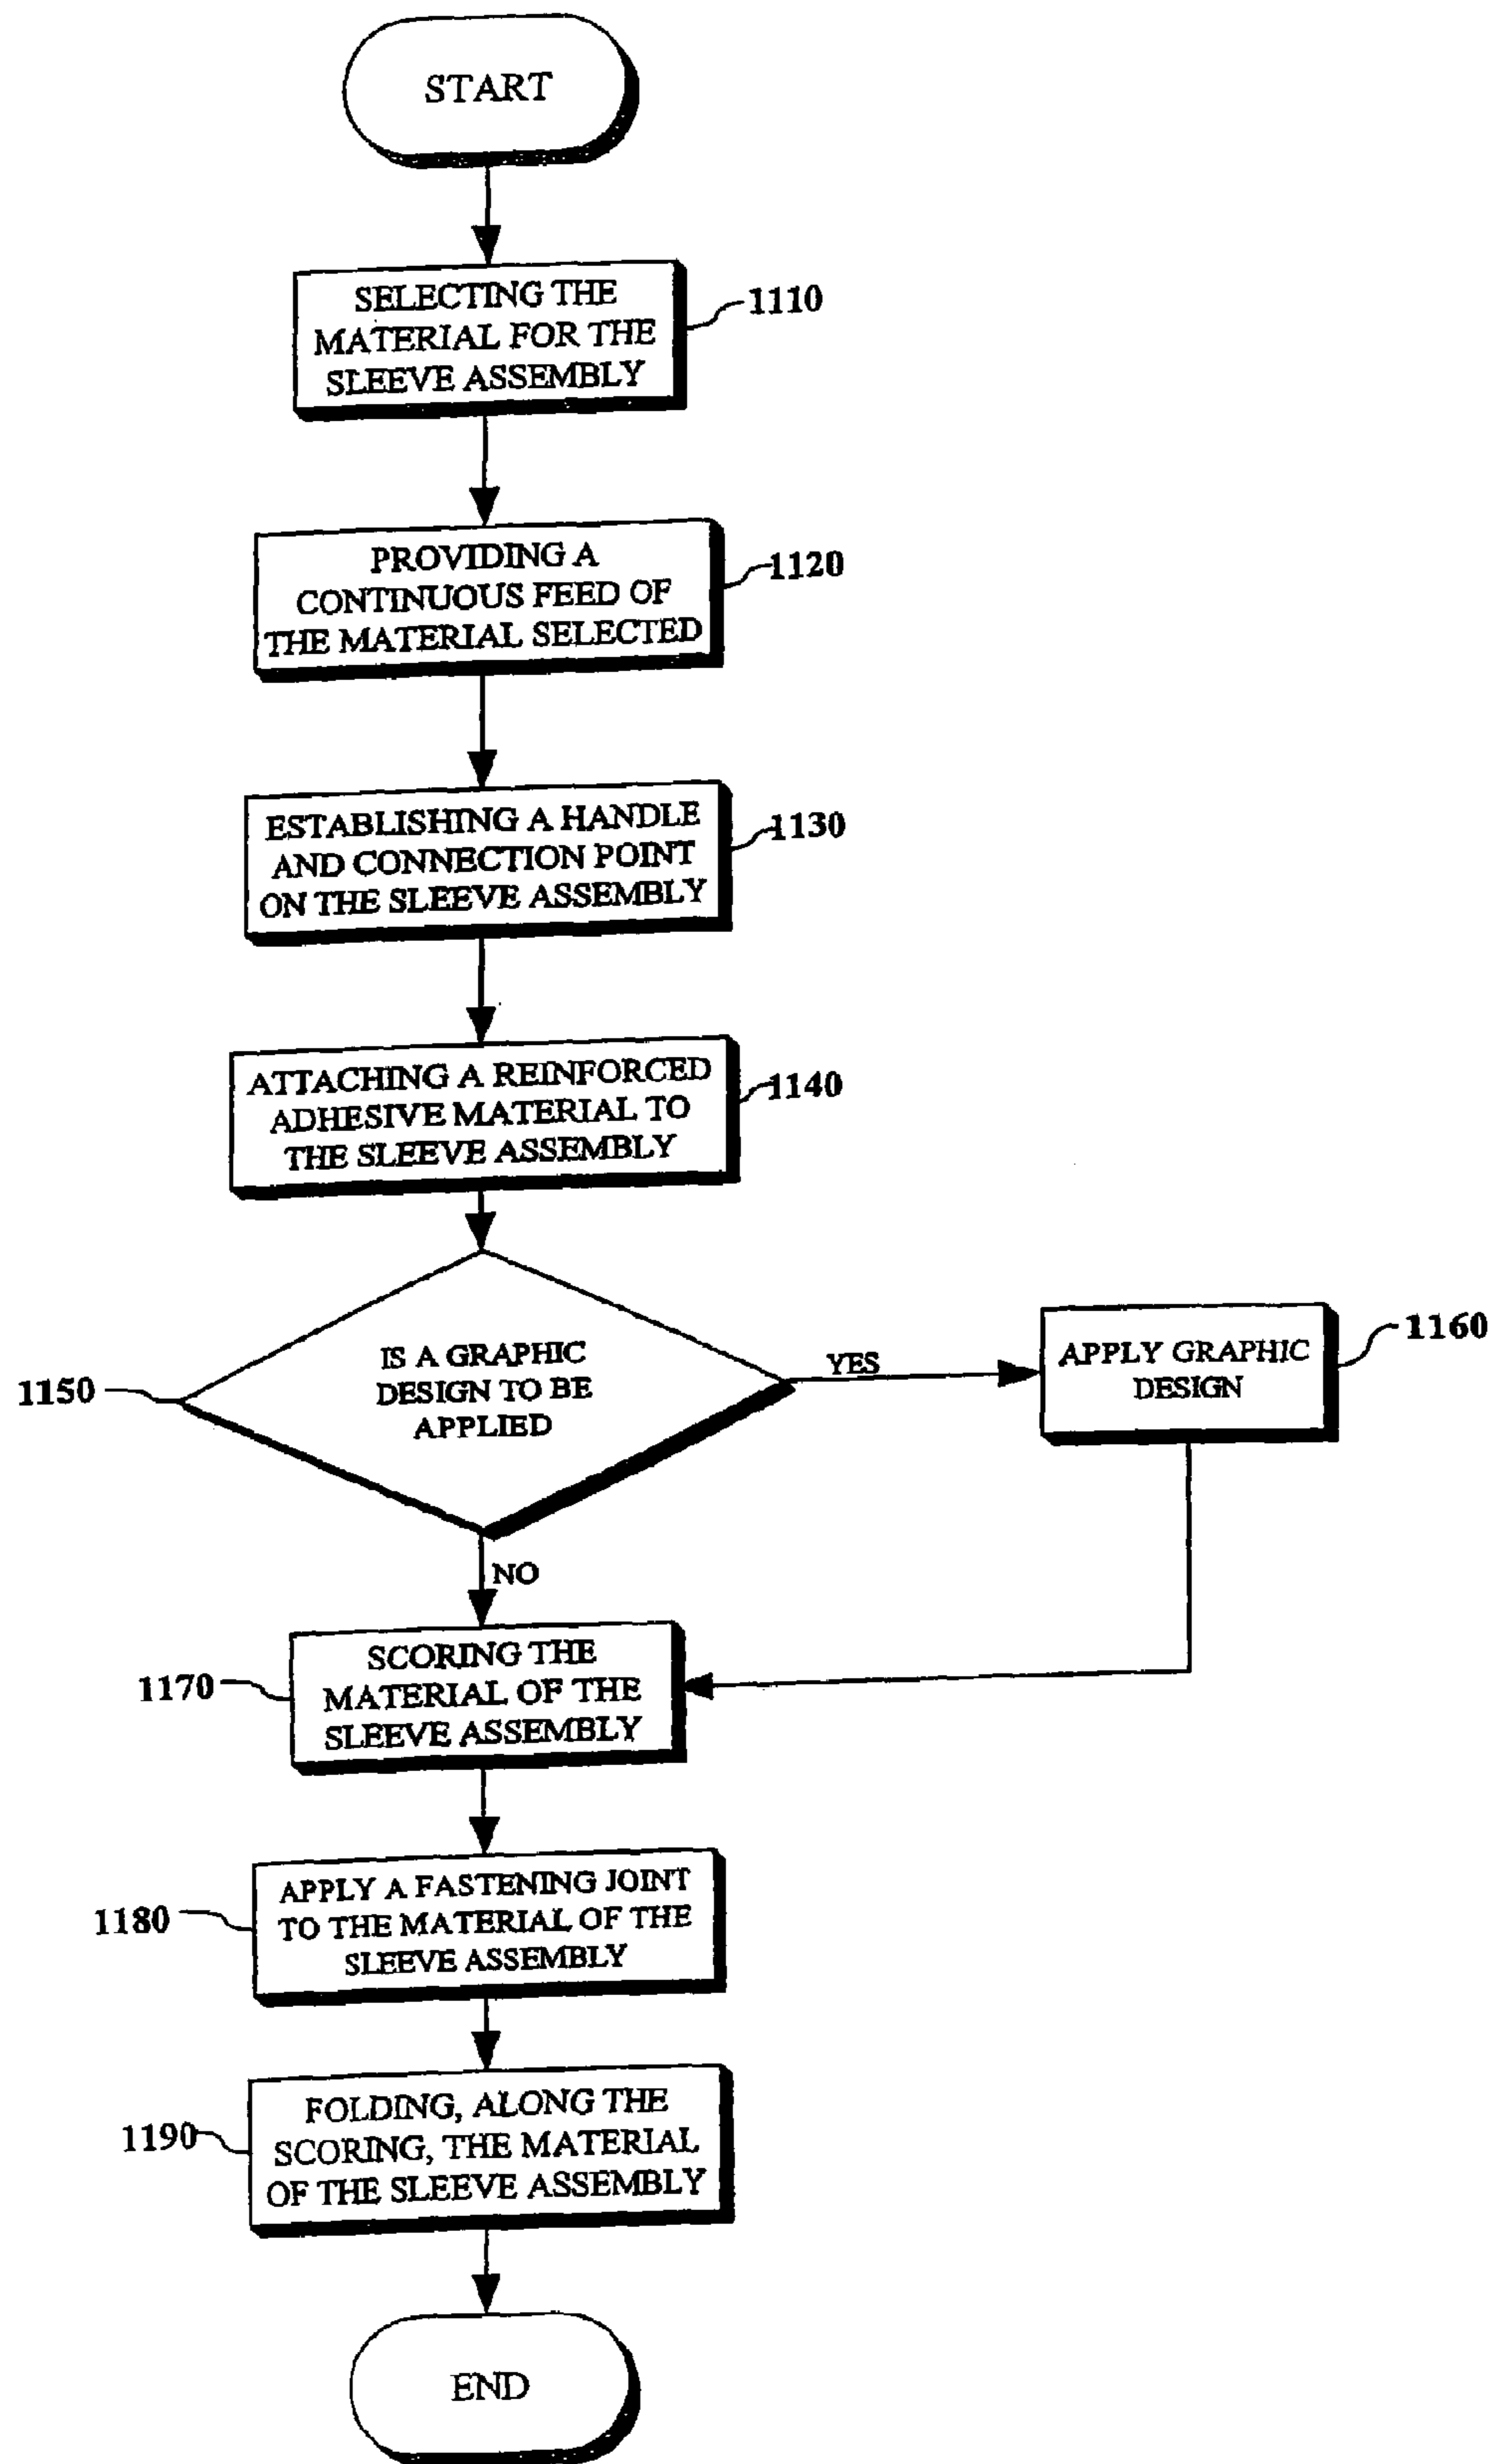 START
SELECTING THE
MATERIAL FOR THE
SLEEVE ASSEMBLY
1110
PROVIDING A
CONTINUOUS FEED OF
THE MATERIAL SELECTED
1120
ESTABLISHING A HANDLE
AND CONNECTION POINT
ON THE SLEEVE ASSEMBLY
1130
ATTACHING A REINFORCED
ADHESIVE MATERIAL TO
THE SLEEVE ASSEMBLY
1140
IS A GRAPHIC
DESIGN TO BE
APPLIED
1150
YES
APPLY GRAPHIC
DESIGN
1160
NO
SCORING THE
MATERIAL OF THE
SLEEVE ASSEMBLY
1170
APPLY A FASTENING JOINT
TO THE MATERIAL OF THE
SLEEVE ASSEMBLY
1180
FOLDING, ALONG THE
SCORING, THE MATERIAL
OF THE SLEEVE ASSEMBLY
1190
END